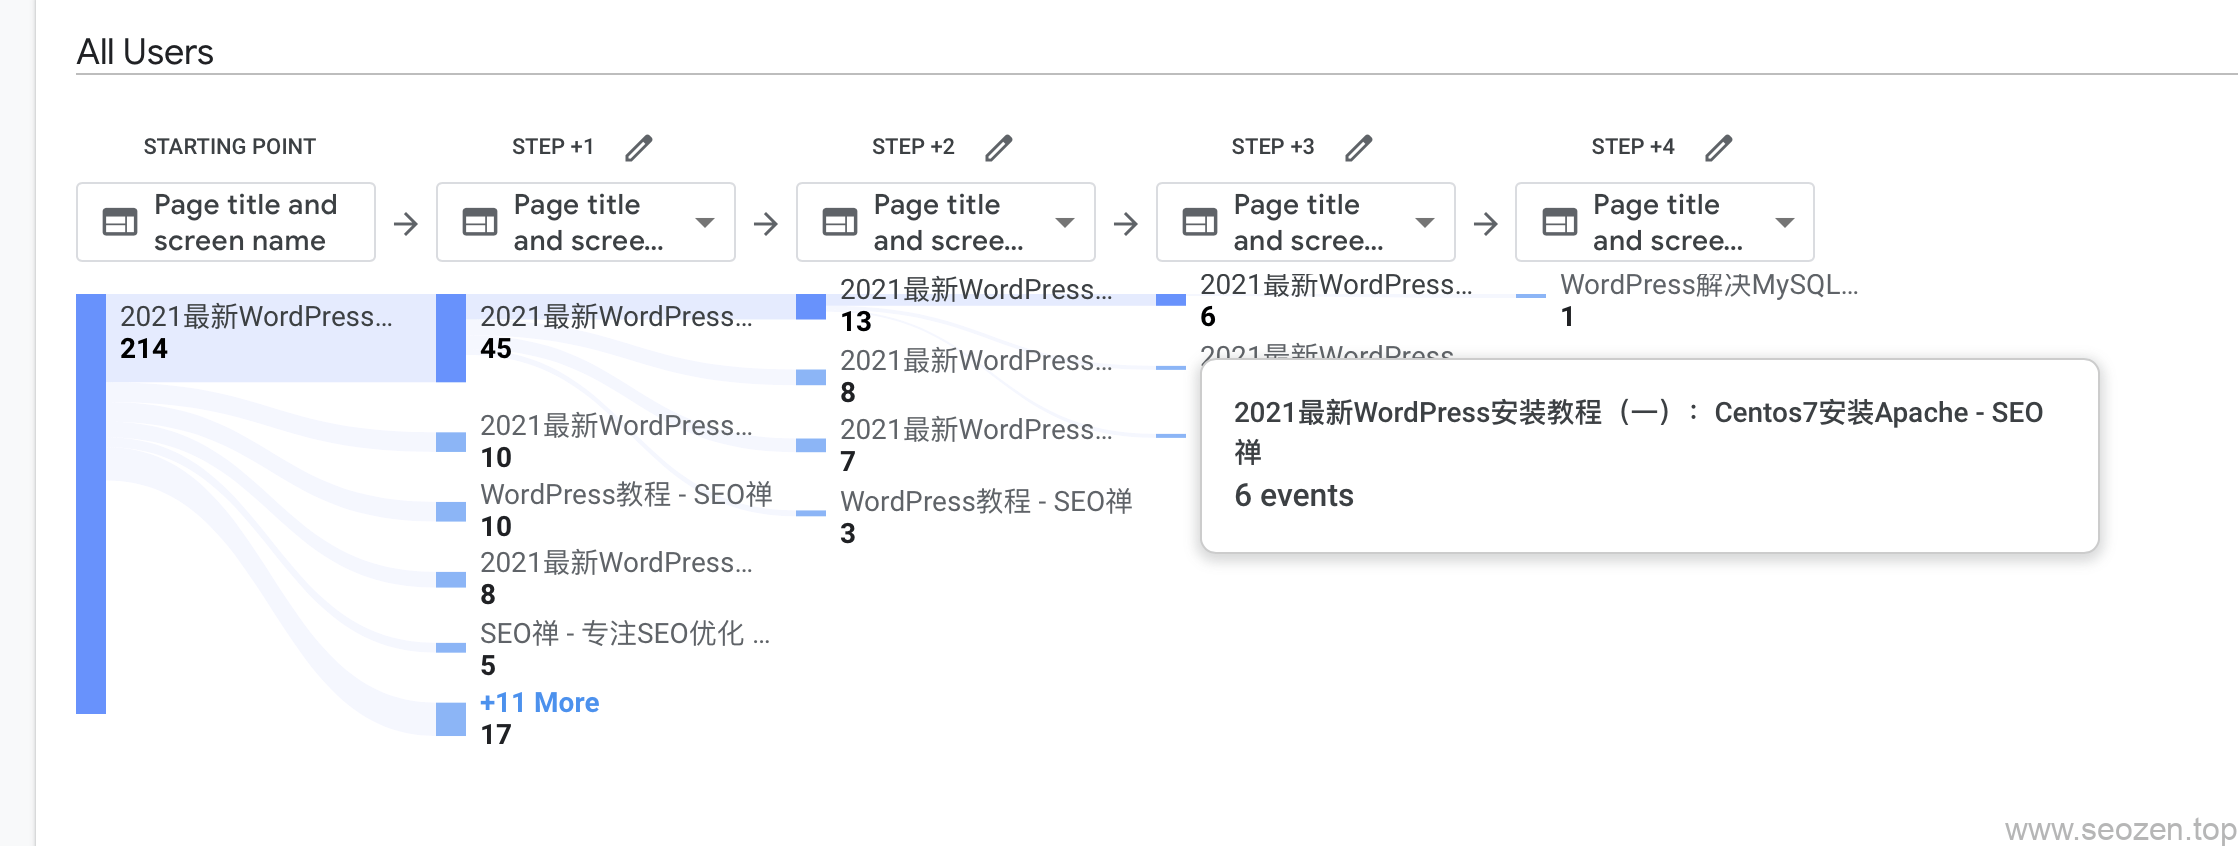 All Users
STARTING POINT
STEP +1
STEP +2
STEP +3
STEP +4
Page title and
screen name
Page title
and scree...
Page title
and scree...
Page title
and scree...
Page title
and scree...
2021最新WordPress...
214
2021最新WordPress...
45
2021最新WordPress...
10
WordPress教程 - SEO禅
10
2021最新WordPress...
8
SEO禅 - 专注SEO优化 ...
5
+11 More
17
2021最新WordPress...
13
2021最新WordPress...
8
2021最新WordPress...
7
WordPress教程 - SEO禅
3
2021最新WordPress...
6
2021最新WordPress
WordPress解决MySQL...
1
2021最新WordPress安装教程（一）：Centos7安装Apache - SEO
禅
6 events
www.seozen.top